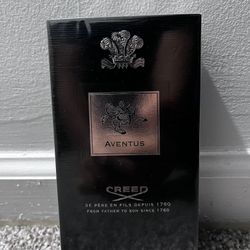 AVENTUS
CREED
DE PÈRE EN FILS DEPUIS 1760
FROM FATHER TO SON SINCE 1760